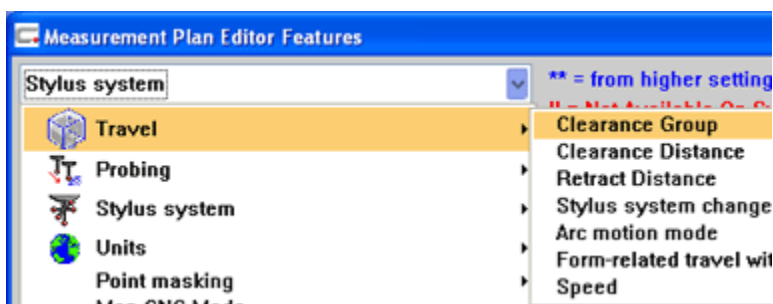 Measurement Plan Editor Features
Stylus system
** = from higher setting
Travel
Probing
Stylus system
Units
Point masking
Clearance Group
Clearance Distance
Retract Distance
Stylus system change
Arc motion mode
Form-related travel
Speed